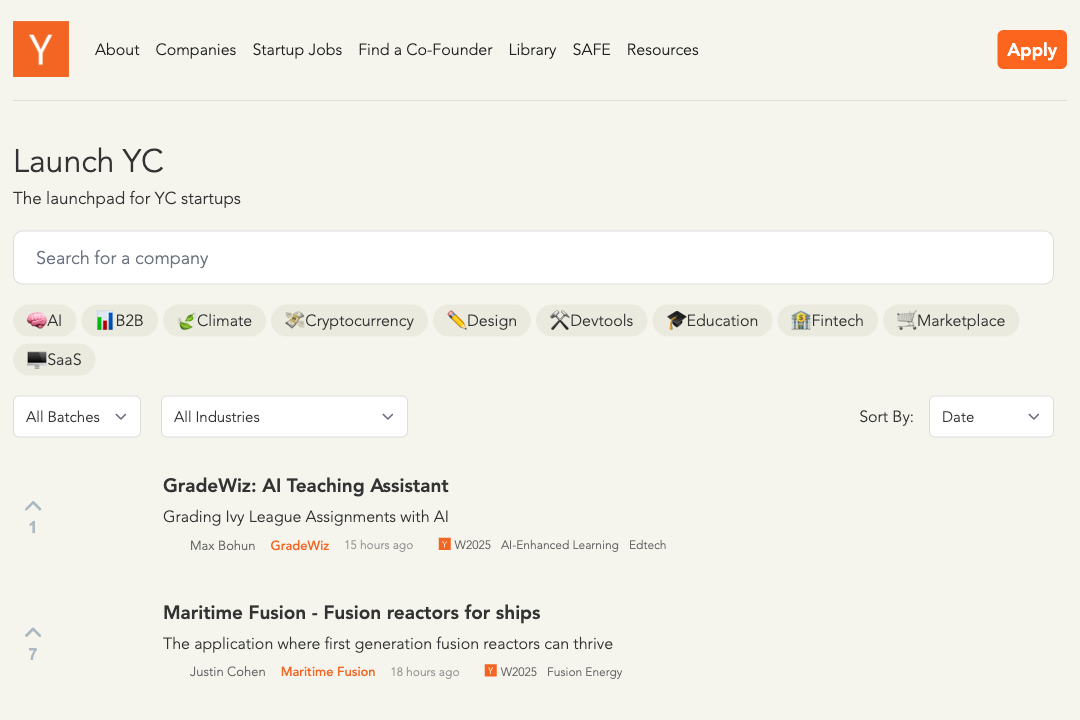 Y About Companies Startup Jobs Find a Co-Founder Library SAFE Resources Apply
Launch YC
The launchpad for YC startups
Search for a company
AI B2B Climate Cryptocurrency Design Devtools Education Fintech Marketplace
SaaS
All Batches All Industries Sort By: Date
GradeWiz: AI Teaching Assistant
Grading Ivy League Assignments with AI
1
Max Bohun GradeWiz 15 hours ago Y W2025 AI-Enhanced Learning Edtech
Maritime Fusion - Fusion reactors for ships
The application where first generation fusion reactors can thrive
7
Justin Cohen Maritime Fusion 18 hours ago Y W2025 Fusion Energy